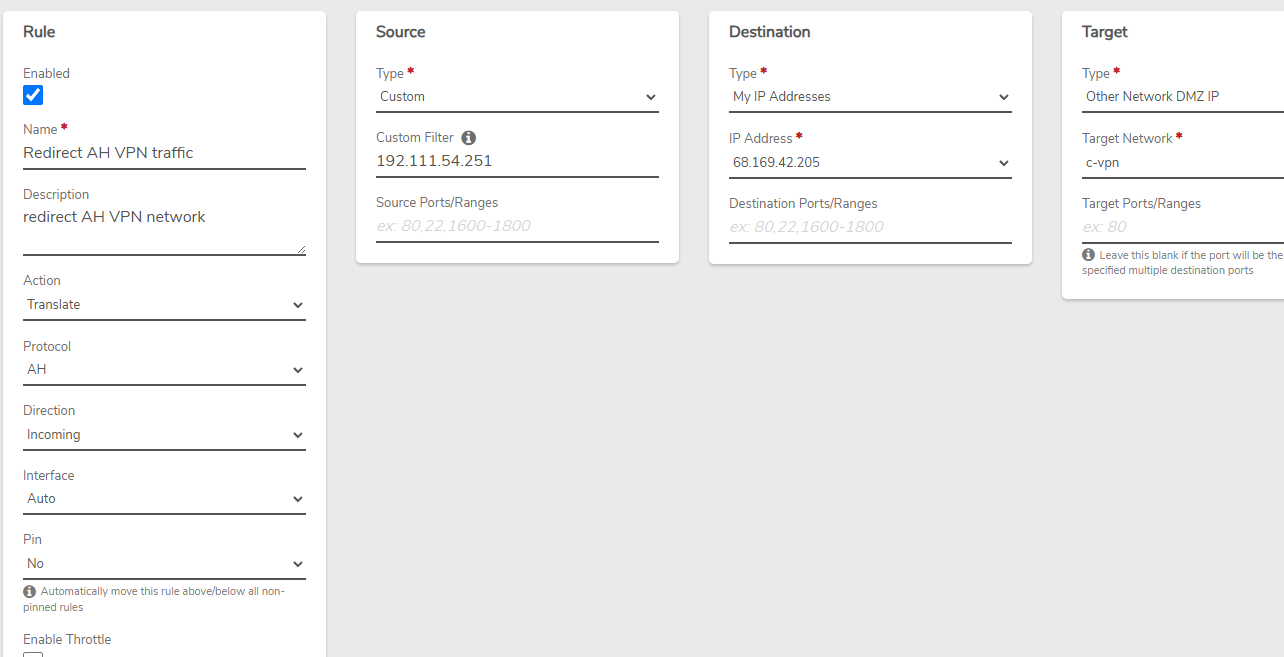 Rule
Enabled
Name *
Redirect AH VPN traffic
Description
redirect AH VPN network
Action
Translate
Protocol
AH
Direction
Incoming
Interface
Auto
Pin
No
Automatically move this rule above/below all non-
pinned rules
Enable Throttle
Source
Type *
Custom
Custom Filter
192.111.54.251
Source Ports/Ranges
ex: 80,22,1600-1800
Destination
Type *
My IP Addresses
IP Address *
68.169.42.205
Destination Ports/Ranges
ex: 80,22,1600-1800
Target
Type *
Other Network DMZ IP
Target Network *
c-vpn
Target Ports/Ranges
ex: 80
Leave this blank if the port will be the
specified multiple destination ports